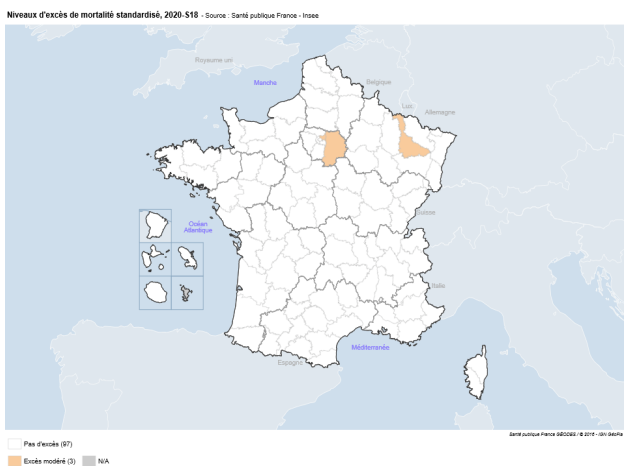 Niveaux d'excès de mortalité standardisé, 2020-S18 - Source : Santé publique France - Insee
Royaume uni
Belgique
Manche
Lux
Allemagne
Océan
Atlantique
Suisse
Italie
Méditerranée
Espagne
Santé publique France GÉODES / © 2016 - IGN GéoFla
Pas d'excès (97)
Excès modéré (3)
N/A